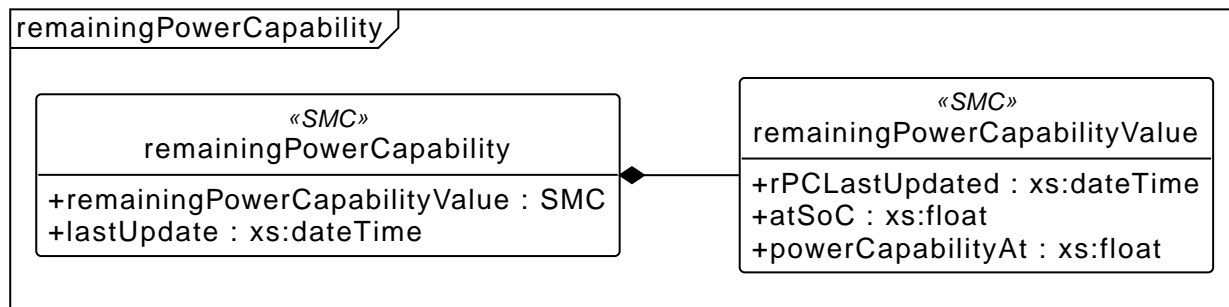 remainingPowerCapability
«SMC»
remainingPowerCapability
+remainingPowerCapabilityValue : SMC
+lastUpdate : xs:dateTime
«SMC»
remainingPowerCapabilityValue
+rPCLastUpdated : xs:dateTime
+atSoC : xs:float
+powerCapabilityAt : xs:float